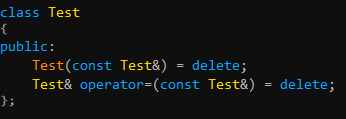 class Test
{
public:
    Test(const Test&) = delete;
    Test& operator=(const Test&) = delete;
};